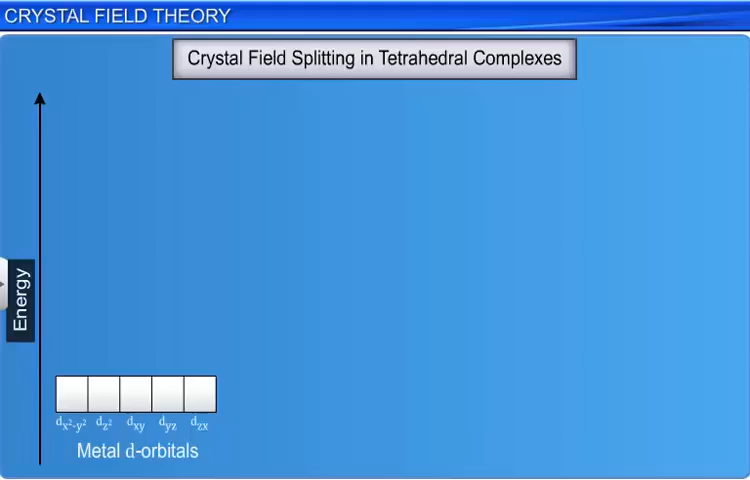 CRYSTAL FIELD THEORY
Crystal Field Splitting in Tetrahedral Complexes
Energy
dx²-y² dz² dxy dyz dzx
Metal d-orbitals